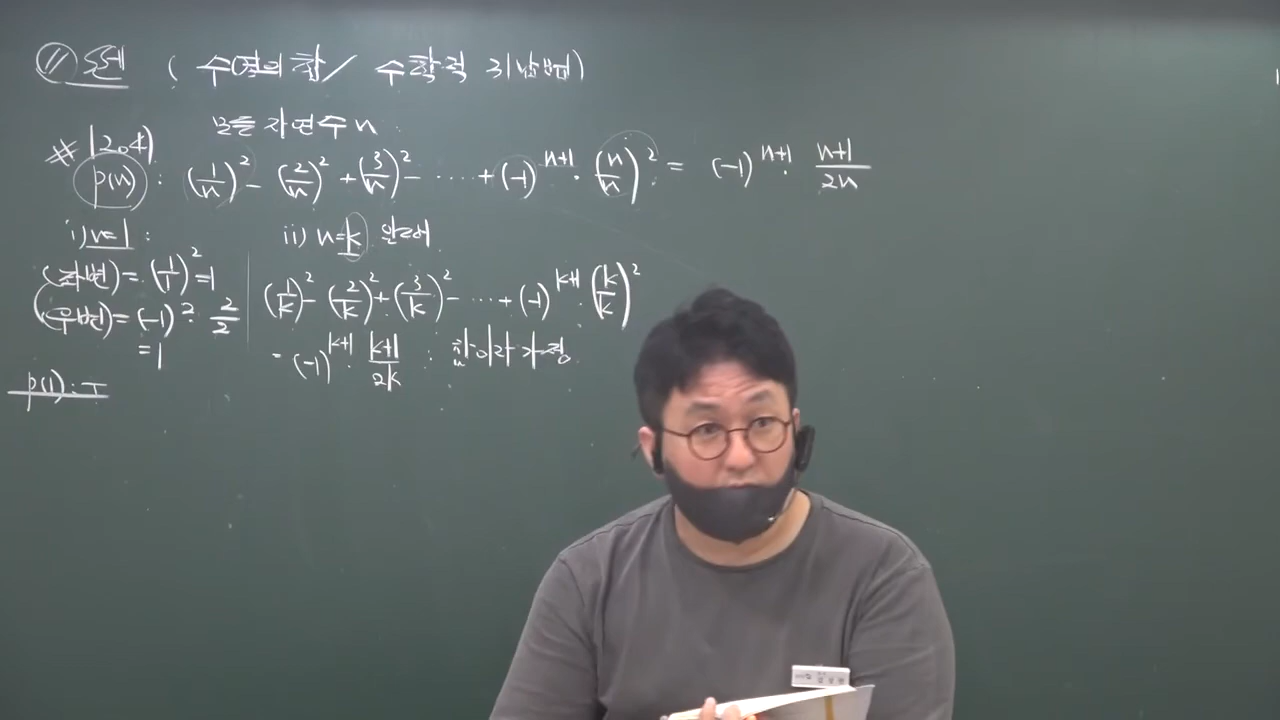 (수열의 합 / 수학적 귀납법)
모든 자연수 n
# 1204)
p(n) : (1/n)² - (2/n)² + (3/n)² - ····· + (-1)ⁿ⁺¹ · (n/n)² = (-1)ⁿ⁺¹ · (n+1)/2n
i) n=1 :
(좌변) = (1/1)² = 1
(우변) = (-1)² · 2/2
= 1
p(1) : T
ii) n=k 일 때
(1/k)² - (2/k)² + (3/k)² - ··· + (-1)ᵏ⁺¹ · (k/k)²
= (-1)ᵏ⁺¹ · (k+1)/2k : 참이라 가정